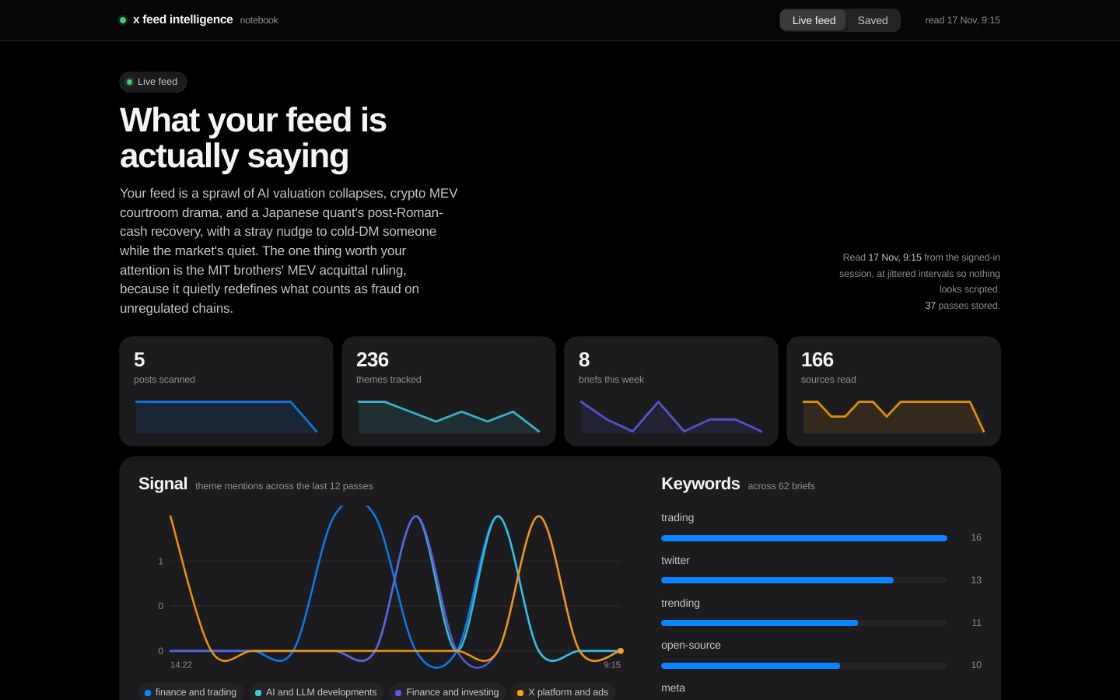 x feed intelligence notebook
Live feed Saved
read 17 Nov, 9:15
Live feed
What your feed is
actually saying
Your feed is a sprawl of AI valuation collapses, crypto MEV
courtroom drama, and a Japanese quant's post-Roman-
cash recovery, with a stray nudge to cold-DM someone
while the market's quiet. The one thing worth your
attention is the MIT brothers' MEV acquittal ruling,
because it quietly redefines what counts as fraud on
unregulated chains.
Read 17 Nov, 9:15 from the signed-in
session, at jittered intervals so nothing
looks scripted.
37 passes stored.
5
posts scanned
236
themes tracked
8
briefs this week
166
sources read
Signal theme mentions across the last 12 passes
1
0
0
14:22
9:15
finance and trading
AI and LLM developments
Finance and investing
X platform and ads
Keywords across 62 briefs
trading
16
twitter
13
trending
11
open-source
10
meta